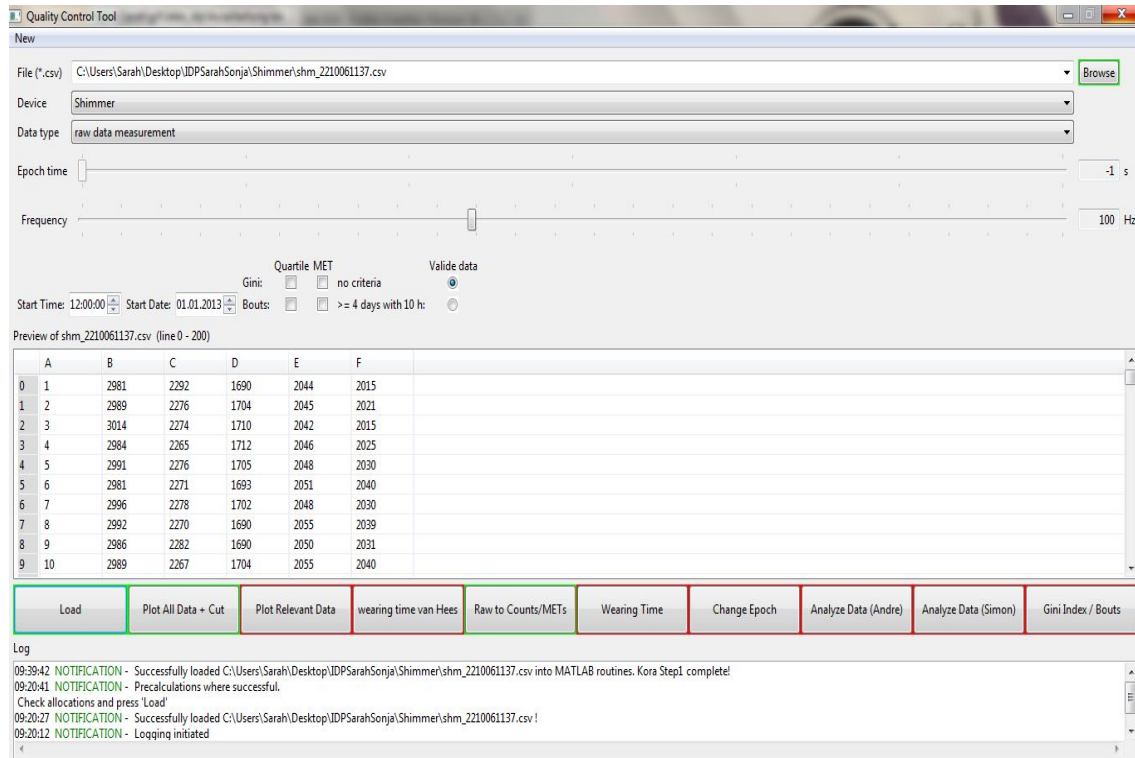 Quality Control Tool
New
File (*.csv) C:\Users\Sarah\Desktop\IDPSarahSonja\Shimmer\shm_2210061137.csv Browse
Device Shimmer
Data type raw data measurement
Epoch time -1 s
Frequency 100 Hz
Quartile MET Valide data
Gini: no criteria
Start Time: 12:00:00 Start Date: 01.01.2013 Bouts: >= 4 days with 10 h:
Preview of shm_2210061137.csv (line 0 - 200)
A B C D E F
0 1 2981 2292 1690 2044 2015
1 2 2989 2276 1704 2045 2021
2 3 3014 2274 1710 2042 2015
3 4 2984 2265 1712 2046 2025
4 5 2991 2276 1705 2048 2030
5 6 2981 2271 1693 2051 2040
6 7 2996 2278 1702 2048 2030
7 8 2992 2270 1690 2055 2039
8 9 2986 2282 1690 2050 2031
9 10 2989 2267 1704 2055 2040
Load Plot All Data + Cut Plot Relevant Data wearing time van Hees Raw to Counts/METs Wearing Time Change Epoch Analyze Data (Andre) Analyze Data (Simon) Gini Index / Bouts
Log
09:39:42 NOTIFICATION - Successfully loaded C:\Users\Sarah\Desktop\IDPSarahSonja\Shimmer\shm_2210061137.csv into MATLAB routines. Kora Step1 complete!
09:20:41 NOTIFICATION - Precalculations where successful.
Check allocations and press 'Load'
09:20:27 NOTIFICATION - Successfully loaded C:\Users\Sarah\Desktop\IDPSarahSonja\Shimmer\shm_2210061137.csv !
09:20:12 NOTIFICATION - Logging initiated